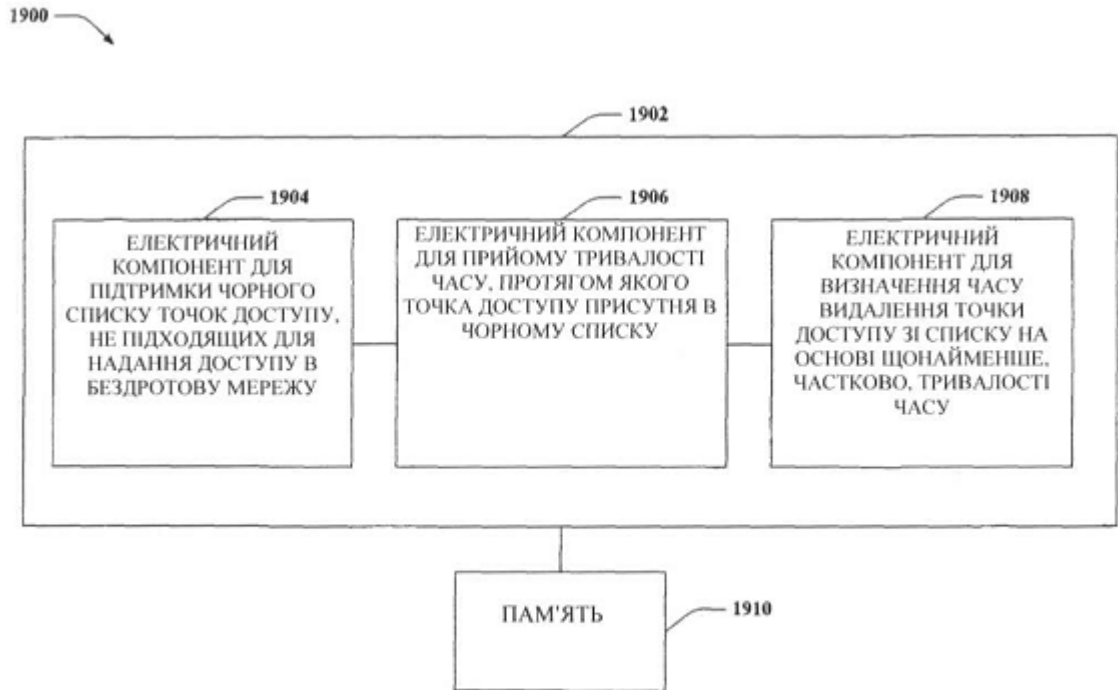 1900
1902
1904
ЕЛЕКТРИЧНИЙ
КОМПОНЕНТ ДЛЯ
ПІДТРИМКИ ЧОРНОГО
СПИСКУ ТОЧОК ДОСТУПУ,
НЕ ПІДХОДЯЩИХ ДЛЯ
НАДАННЯ ДОСТУПУ В
БЕЗДРОТОВУ МЕРЕЖУ
1906
ЕЛЕКТРИЧНИЙ КОМПОНЕНТ
ДЛЯ ПРИЙОМУ ТРИВАЛОСТІ
ЧАСУ, ПРОТЯГОМ ЯКОГО
ТОЧКА ДОСТУПУ ПРИСУТНЯ В
ЧОРНОМУ СПИСКУ
1908
ЕЛЕКТРИЧНИЙ
КОМПОНЕНТ ДЛЯ
ВИЗНАЧЕННЯ ЧАСУ
ВИДАЛЕННЯ ТОЧКИ
ДОСТУПУ ЗІ СПИСКУ НА
ОСНОВІ ЩОНАЙМЕНШЕ,
ЧАСТКОВО, ТРИВАЛОСТІ
ЧАСУ
ПАМ'ЯТЬ
1910